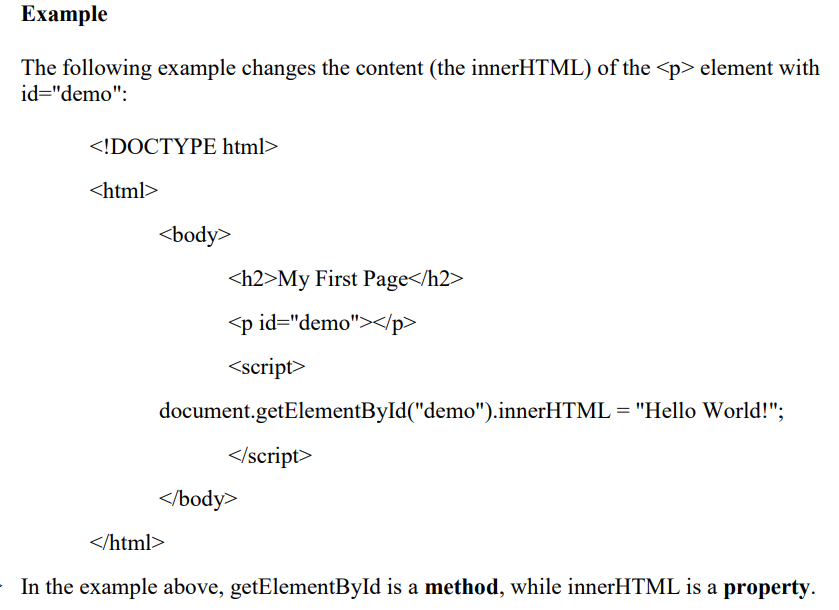 Example
The following example changes the content (the innerHTML) of the <p> element with
id="demo":
<!DOCTYPE html>
<html>
<body>
<h2>My First Page</h2>
<p id="demo"></p>
<script>
document.getElementById("demo").innerHTML = "Hello World!";
</script>
</body>
</html>
In the example above, getElementById is a method, while innerHTML is a property.